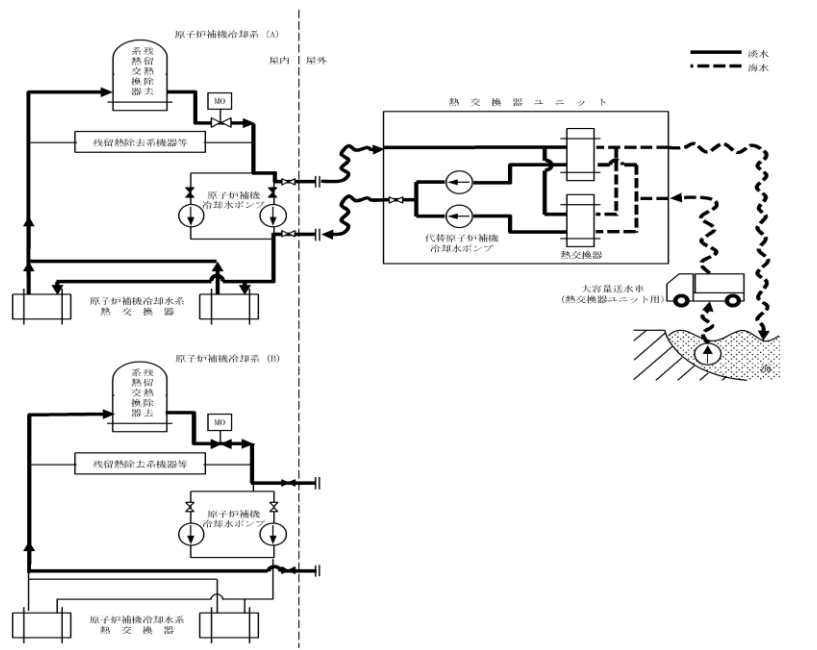 原子炉補機冷却系 (A)
屋内
屋外
残留熱除去
系熱交換器
MO
残留熱除去系機器等
原子炉補機
冷却水ポンプ
原子炉補機冷却水系
熱交換器
淡水
海水
熱交換器ユニット
代替原子炉補機
冷却水ポンプ
熱交換器
大容量送水車
(熱交換器ユニット用)
海
原子炉補機冷却系 (B)
残留熱除去
系熱交換器
MO
残留熱除去系機器等
原子炉補機
冷却水ポンプ
原子炉補機冷却水系
熱交換器